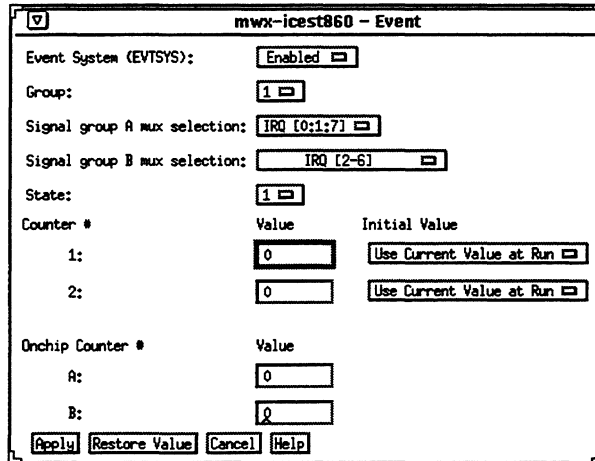 mwx-icest860 - Event
Event System (EVTSYS): Enabled
Group: 1
Signal group A mux selection: IRQ [0:1:7]
Signal group B mux selection: IRQ [2-6]
State: 1
Counter # Value Initial Value
1: 0 Use Current Value at Run
2: 0 Use Current Value at Run
Onchip Counter # Value
A: 0
B: 0
Apply Restore Value Cancel Help